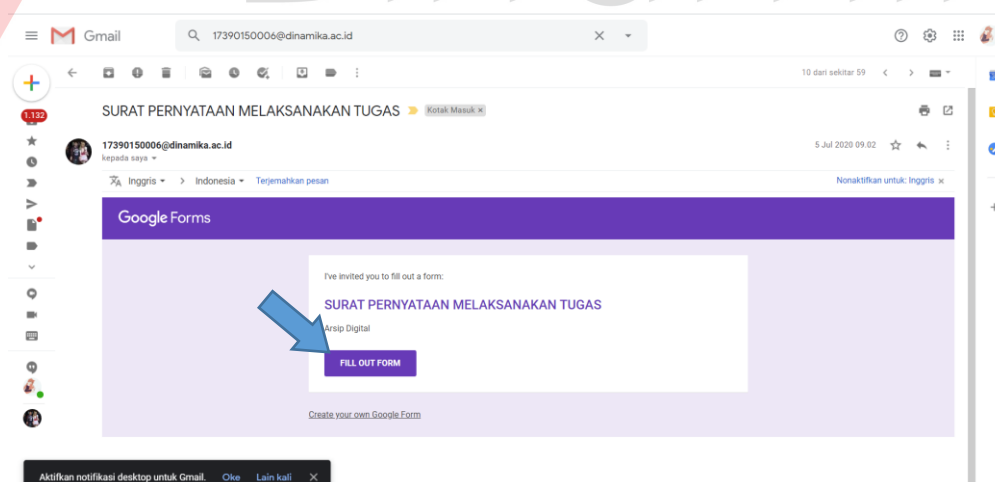 Gmail
17390150006@dinamika.ac.id
10 dari sekitar 59
1.132
SURAT PERNYATAAN MELAKSANAKAN TUGAS Kotak Masuk ×
17390150006@dinamika.ac.id 5 Jul 2020 09.02
kepada saya
Inggris > Indonesia Terjemahkan pesan Nonaktifkan untuk: Inggris ×
Google Forms
I've invited you to fill out a form:
SURAT PERNYATAAN MELAKSANAKAN TUGAS
Arsip Digital
FILL OUT FORM
Create your own Google Form
Aktifkan notifikasi desktop untuk Gmail. Oke Lain kali ×